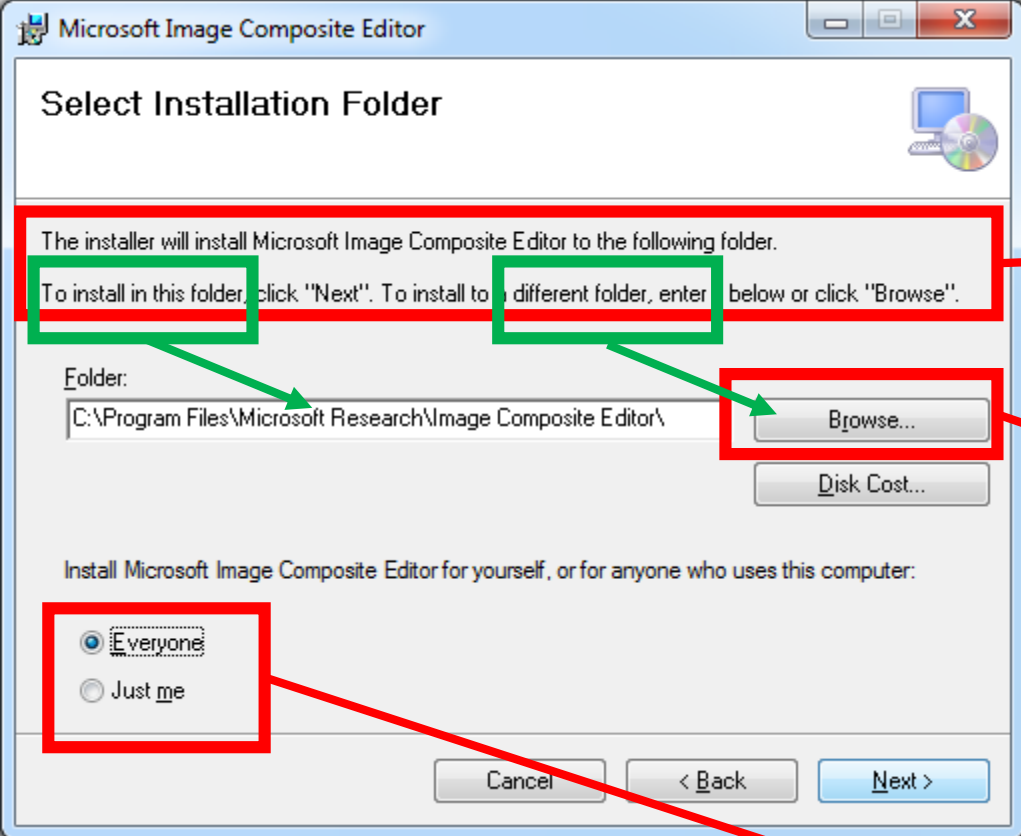 Microsoft Image Composite Editor
Select Installation Folder
The installer will install Microsoft Image Composite Editor to the following folder.
To install in this folder, click "Next". To install to different folder, enter below or click "Browse".
Folder:
C:\Program Files\Microsoft Research\Image Composite Editor\
Browse...
Disk Cost...
Install Microsoft Image Composite Editor for yourself, or for anyone who uses this computer:
Everyone
Just me
Cancel
< Back
Next >